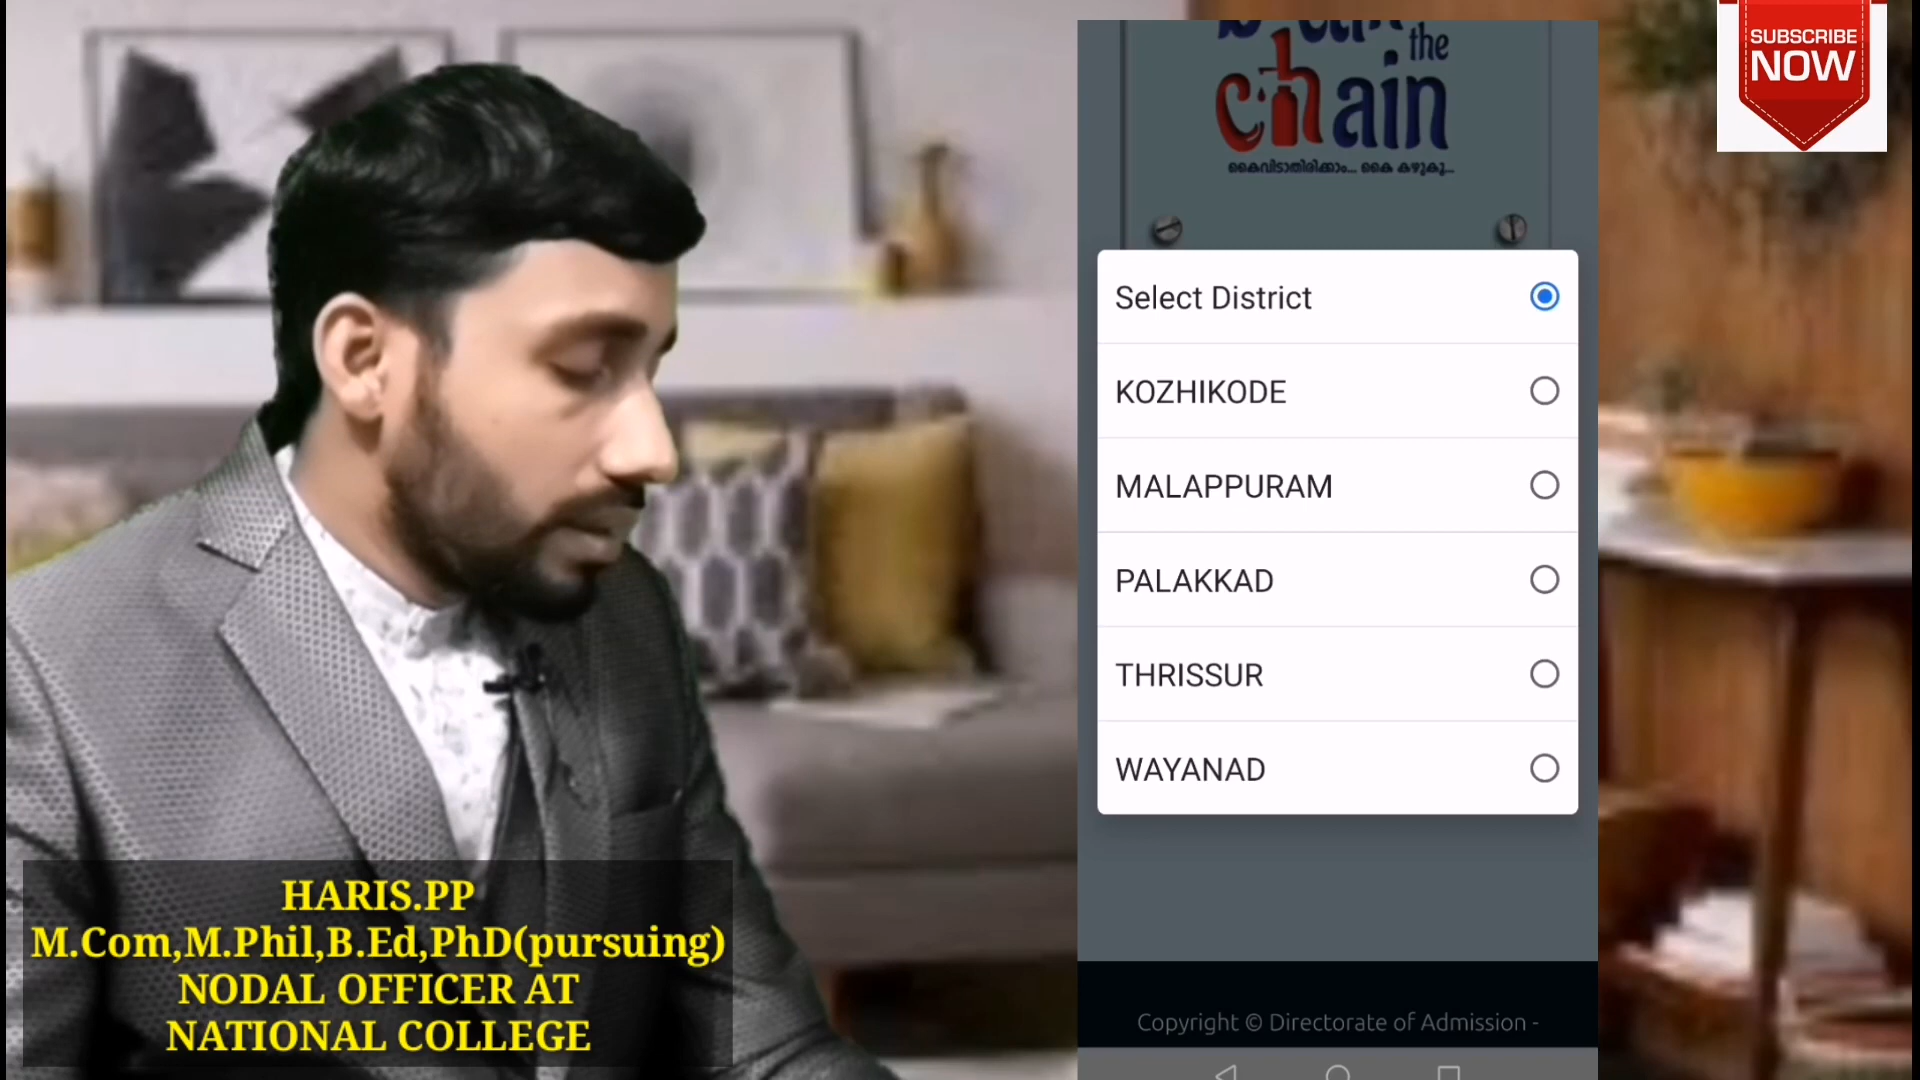 the
chain
കൈവിടാതിരിക്കാം... കൈ കഴുകൂ...
SUBSCRIBE
NOW
Select District
KOZHIKODE
MALAPPURAM
PALAKKAD
THRISSUR
WAYANAD
HARIS.PP
M.Com,M.Phil,B.Ed,PhD(pursuing)
NODAL OFFICER AT
NATIONAL COLLEGE
Copyright © Directorate of Admission -